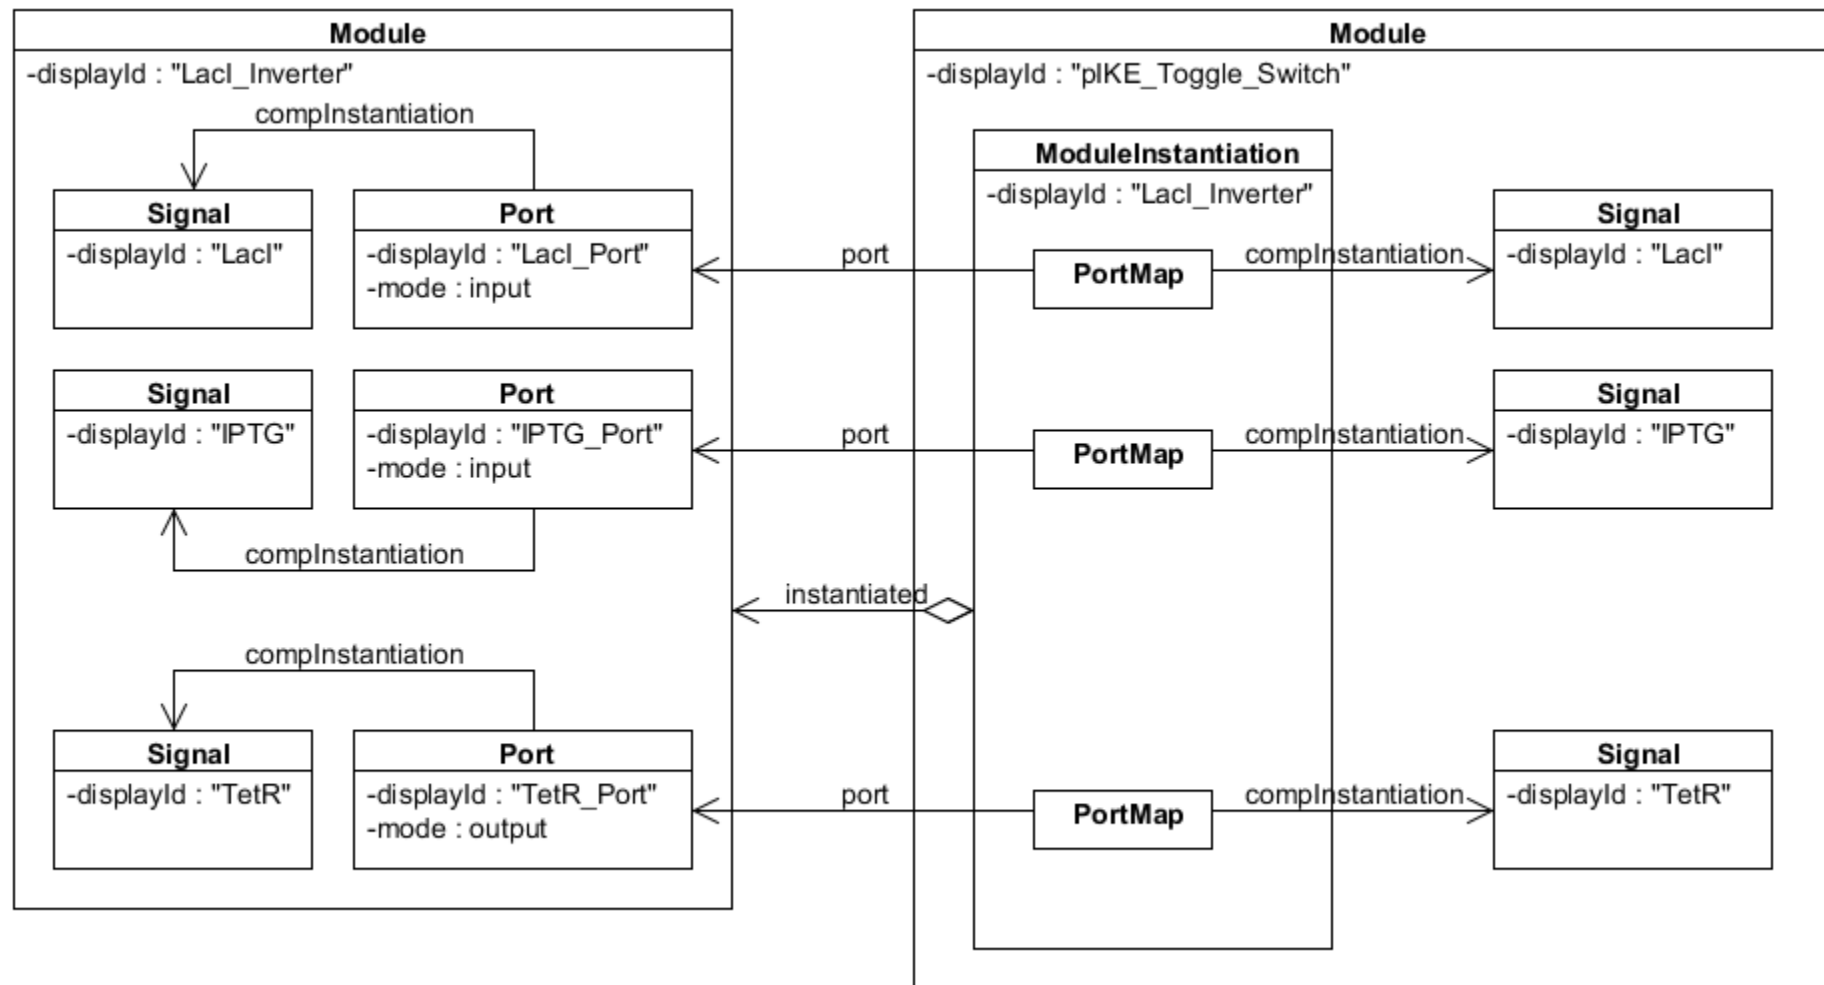 Module
-displayId : "LacI_Inverter"
compInstantiation
Signal
-displayId : "LacI"
Port
-displayId : "LacI_Port"
-mode : input
Signal
-displayId : "IPTG"
Port
-displayId : "IPTG_Port"
-mode : input
compInstantiation
compInstantiation
Signal
-displayId : "TetR"
Port
-displayId : "TetR_Port"
-mode : output
port
port
instantiated
port
Module
-displayId : "pIKE_Toggle_Switch"
ModuleInstantiation
-displayId : "LacI_Inverter"
PortMap
compInstantiation
Signal
-displayId : "LacI"
PortMap
compInstantiation
Signal
-displayId : "IPTG"
PortMap
compInstantiation
Signal
-displayId : "TetR"